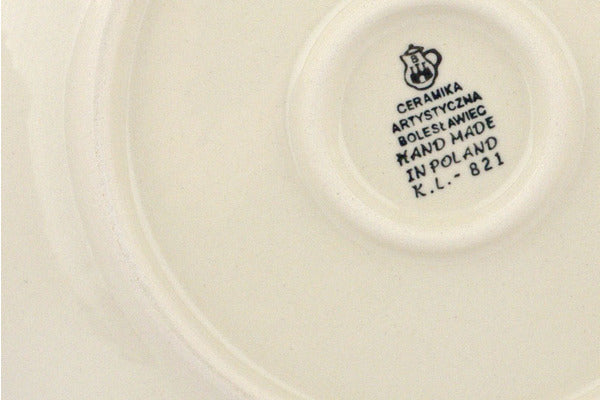 B
CERAMIKA
ARTYSTYCZNA
BOLESŁAWIEC
HAND MADE
IN POLAND
K.L.- 821